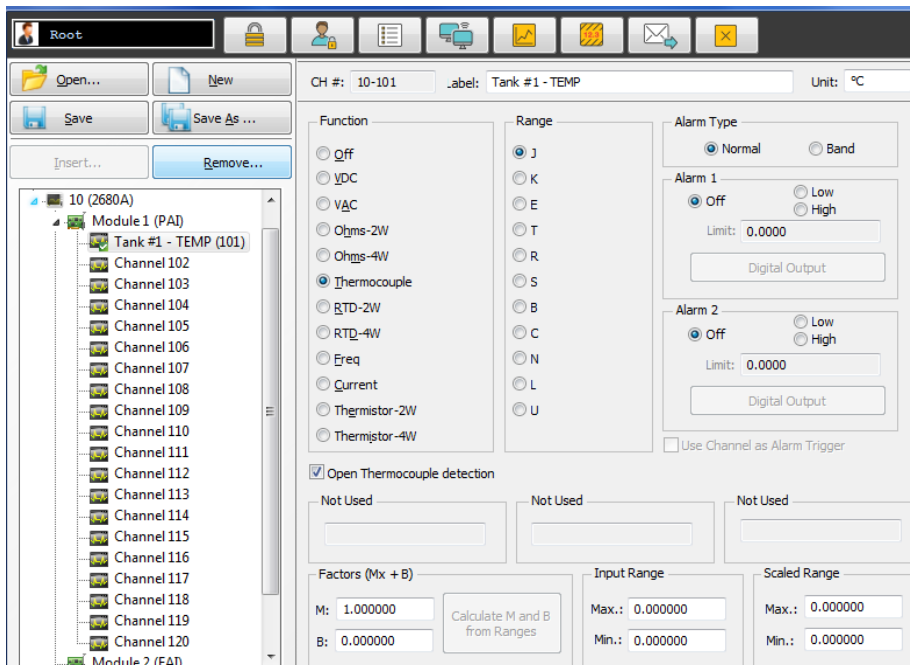 Root
12.3
Open...
New
Save
Save As ...
Insert...
Remove...
10 (2680A)
Module 1 (PAI)
Tank #1 - TEMP (101)
Channel 102
Channel 103
Channel 104
Channel 105
Channel 106
Channel 107
Channel 108
Channel 109
Channel 110
Channel 111
Channel 112
Channel 113
Channel 114
Channel 115
Channel 116
Channel 117
Channel 118
Channel 119
Channel 120
Module 2 (FAI)
CH #: 10-101 .abel: Tank #1 - TEMP Unit: ºC
Function
Off
VDC
VAC
Ohms-2W
Ohms-4W
Thermocouple
RTD-2W
RTD-4W
Freq
Current
Thermistor-2W
Thermistor-4W
Range
J
K
E
T
R
S
B
C
N
L
U
Alarm Type
Normal Band
Alarm 1
Off
Low
High
Limit: 0.0000
Digital Output
Alarm 2
Off
Low
High
Limit: 0.0000
Digital Output
Use Channel as Alarm Trigger
Open Thermocouple detection
Not Used
Not Used
Not Used
Factors (Mx + B)
M: 1.000000
B: 0.000000
Calculate M and B
from Ranges
Input Range
Max.: 0.000000
Min.: 0.000000
Scaled Range
Max.: 0.000000
Min.: 0.000000